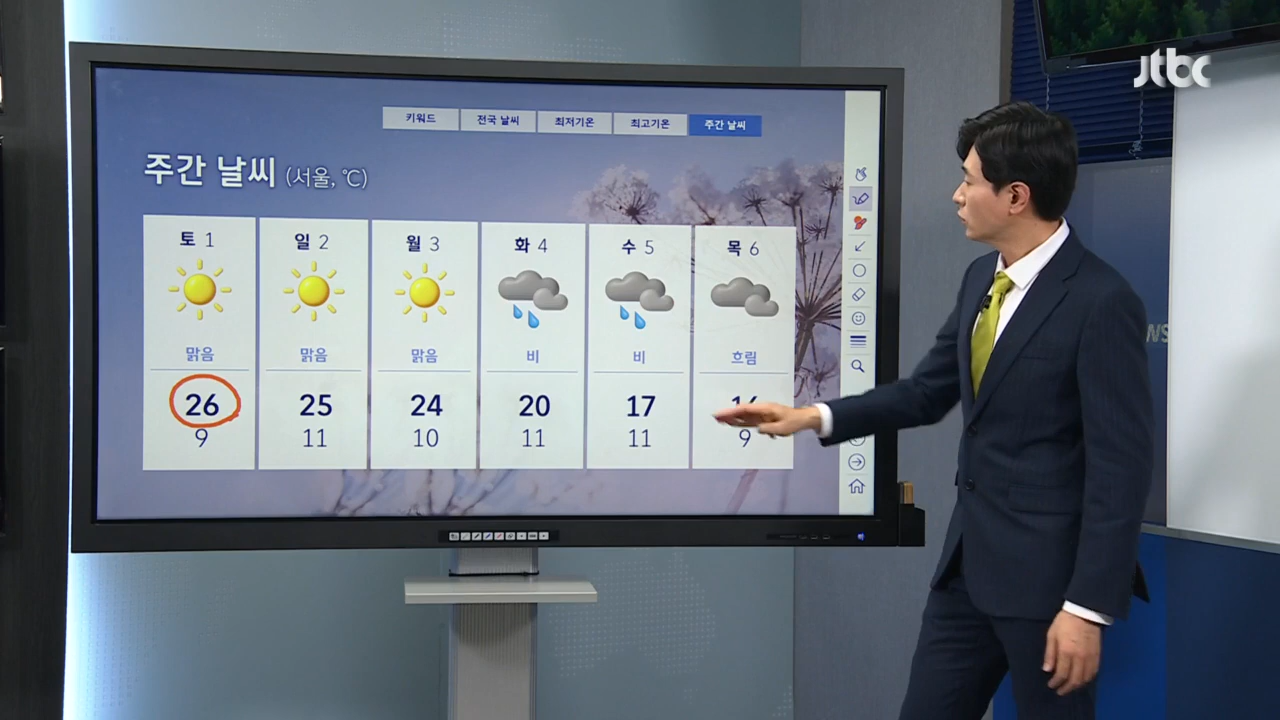 jtbc
키워드
전국 날씨
최저기온
최고기온
주간 날씨
주간 날씨 (서울, ℃)
토 1
일 2
월 3
화 4
수 5
목 6
맑음
맑음
맑음
비
비
흐림
26
25
24
20
17
9
11
10
11
11
9